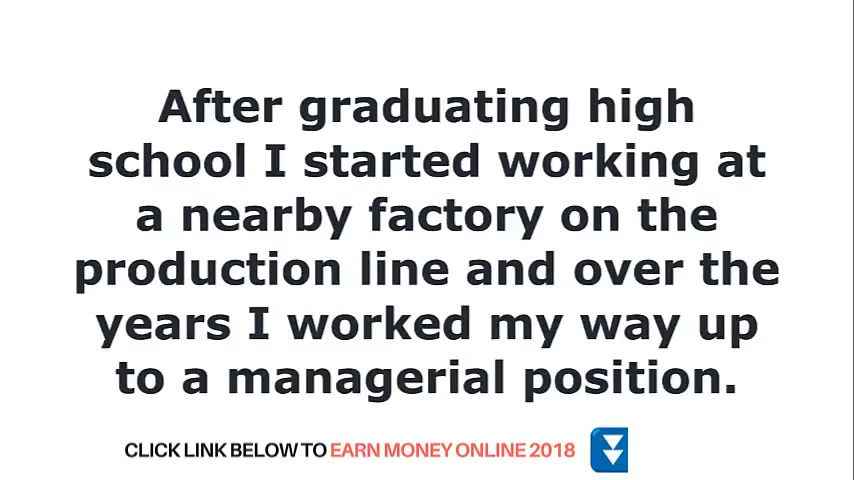 After graduating high
school I started working at
a nearby factory on the
production line and over the
years I worked my way up
to a managerial position.
CLICK LINK BELOW TO EARN MONEY ONLINE 2018